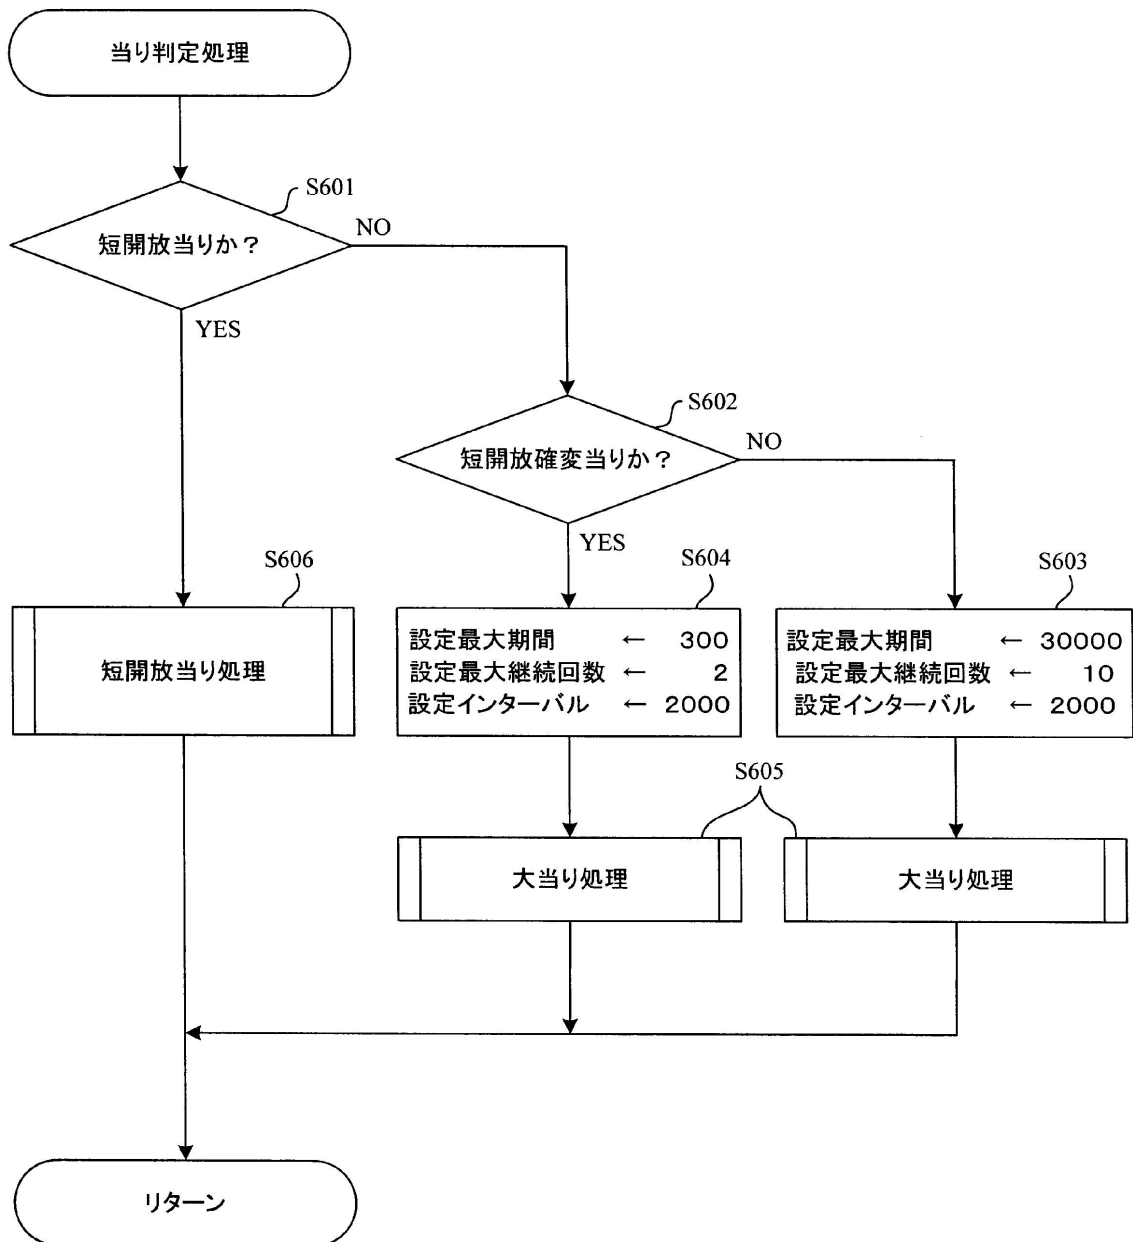 当り判定処理
S601
短開放当りか？
NO
YES
S602
短開放確変当りか？
NO
YES
S606
短開放当り処理
S604
設定最大期間 ← 300
設定最大継続回数 ← 2
設定インターバル ← 2000
S603
設定最大期間 ← 30000
設定最大継続回数 ← 10
設定インターバル ← 2000
S605
大当り処理
大当り処理
リターン